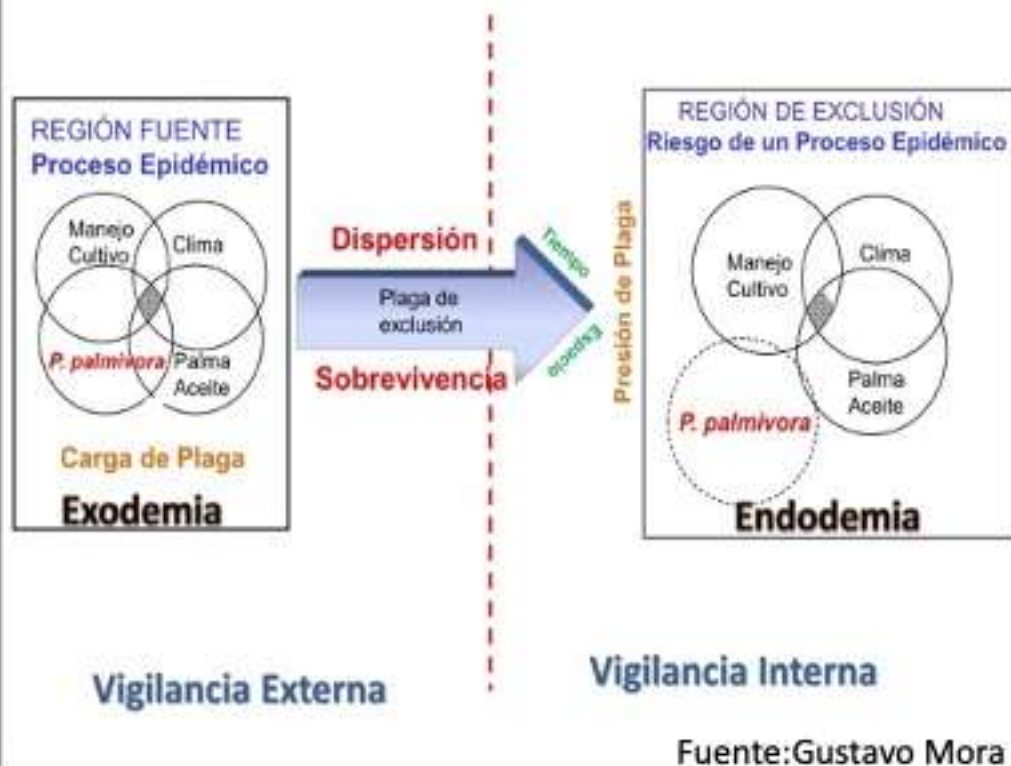 REGIÓN FUENTE
Proceso Epidémico
Manejo
Cultivo
Clima
P. palmivora
Palma
Aceite
Carga de Plaga
Exodemia
Dispersión
Plaga de
exclusión
Sobrevivencia
Tiempo
Espacio
Presión de Plaga
REGIÓN DE EXCLUSIÓN
Riesgo de un Proceso Epidémico
Manejo
Cultivo
Clima
Palma
Aceite
P. palmivora
Endodemia
Vigilancia Externa
Vigilancia Interna
Fuente:Gustavo Mora